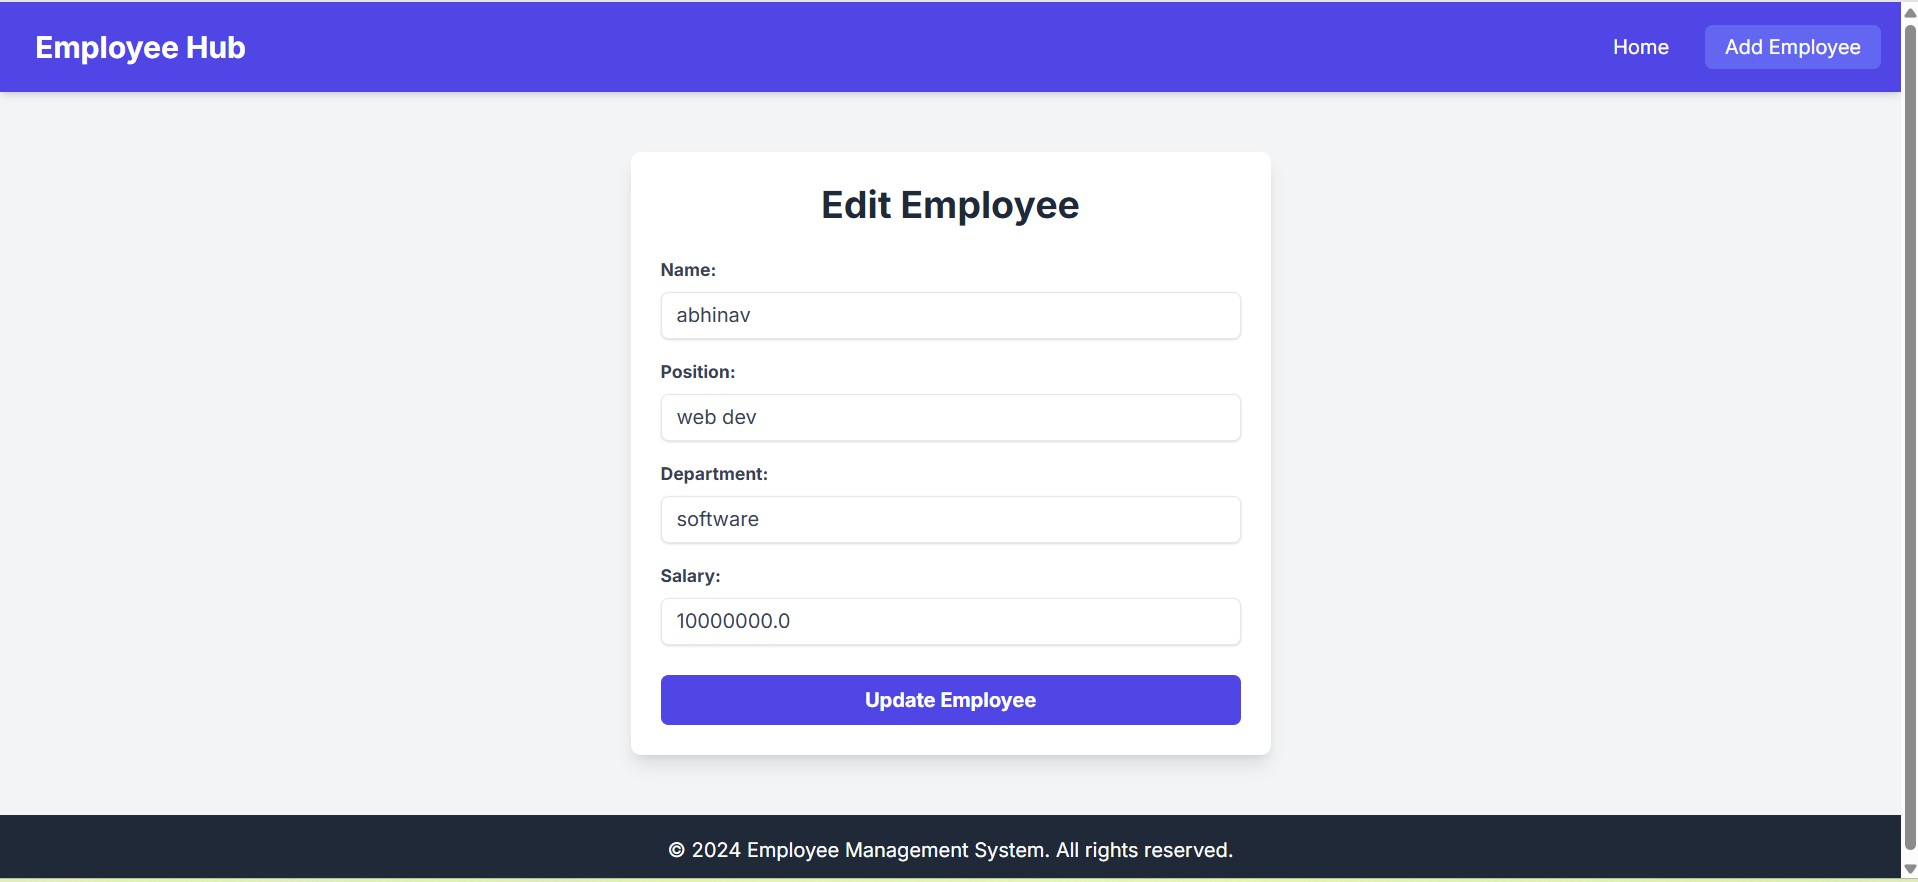 Employee Hub
Home
Add Employee
Edit Employee
Name:
abhinav
Position:
web dev
Department:
software
Salary:
10000000.0
Update Employee
© 2024 Employee Management System. All rights reserved.